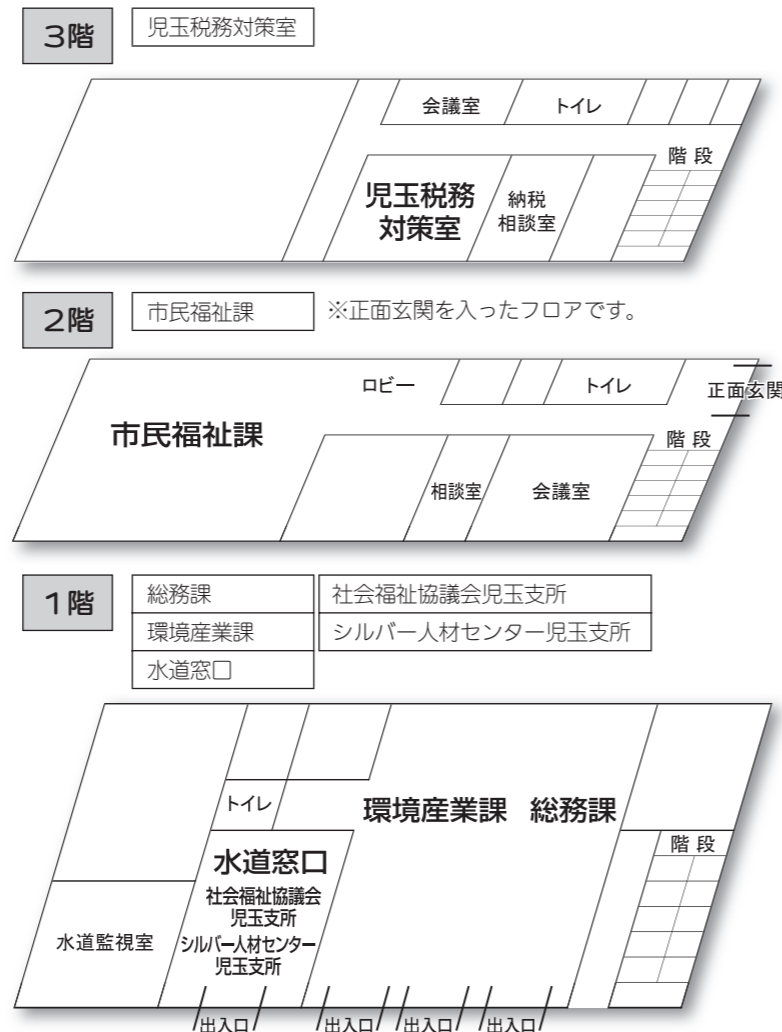 3階
児玉税務対策室
会議室
トイレ
階段
児玉税務
対策室
納税
相談室
2階
市民福祉課
※正面玄関を入ったフロアです。
ロビー
トイレ
正面玄関
市民福祉課
階段
相談室
会議室
1階
総務課
社会福祉協議会児玉支所
環境産業課
シルバー人材センター児玉支所
水道窓口
トイレ
環境産業課 総務課
階段
水道窓口
社会福祉協議会
児玉支所
水道監視室
シルバー人材センター
児玉支所
出入口
出入口
出入口
出入口